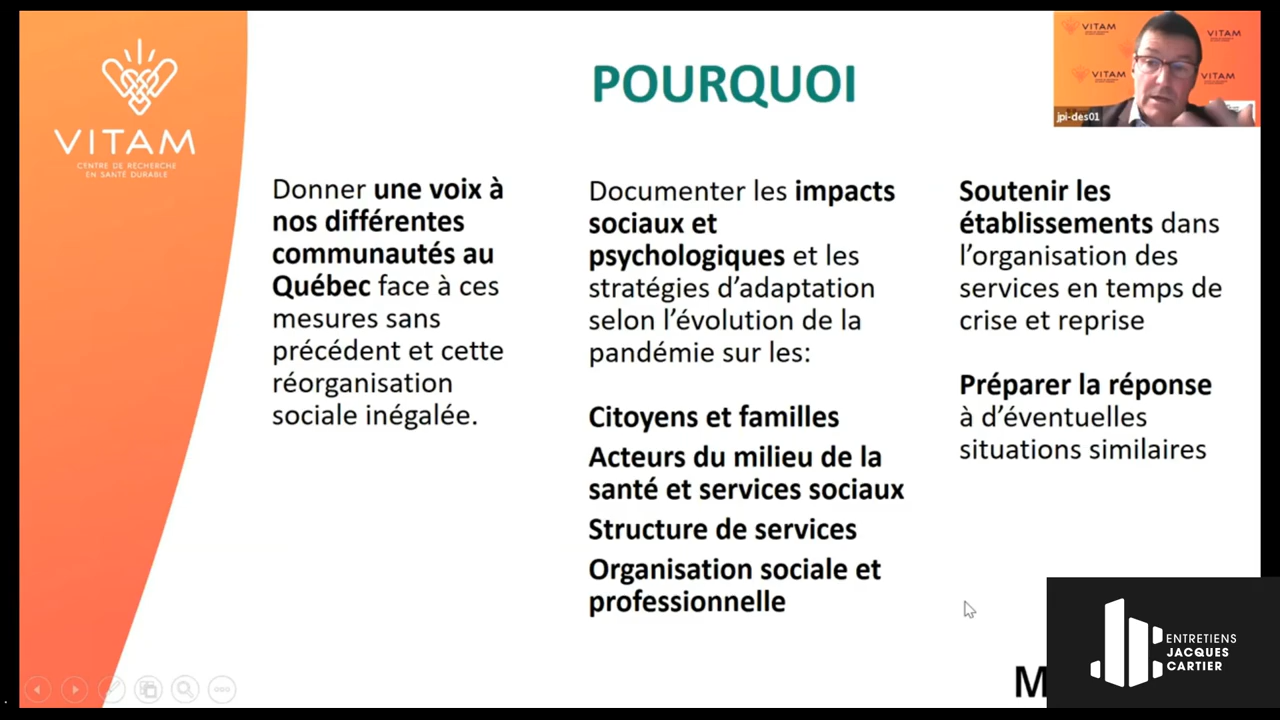 VITAM
CENTRE DE RECHERCHE
EN SANTÉ DURABLE
POURQUOI
Donner une voix à
nos différentes
communautés au
Québec face à ces
mesures sans
précédent et cette
réorganisation
sociale inégalée.
Documenter les impacts
sociaux et
psychologiques et les
stratégies d’adaptation
selon l’évolution de la
pandémie sur les:
Citoyens et familles
Acteurs du milieu de la
santé et services sociaux
Structure de services
Organisation sociale et
professionnelle
Soutenir les
établissements dans
l’organisation des
services en temps de
crise et reprise
Préparer la réponse
à d’éventuelles
situations similaires
VITAM
VITAM
VITAM
VITAM
jpi-des01
M
ENTRETIENS
JACQUES
CARTIER